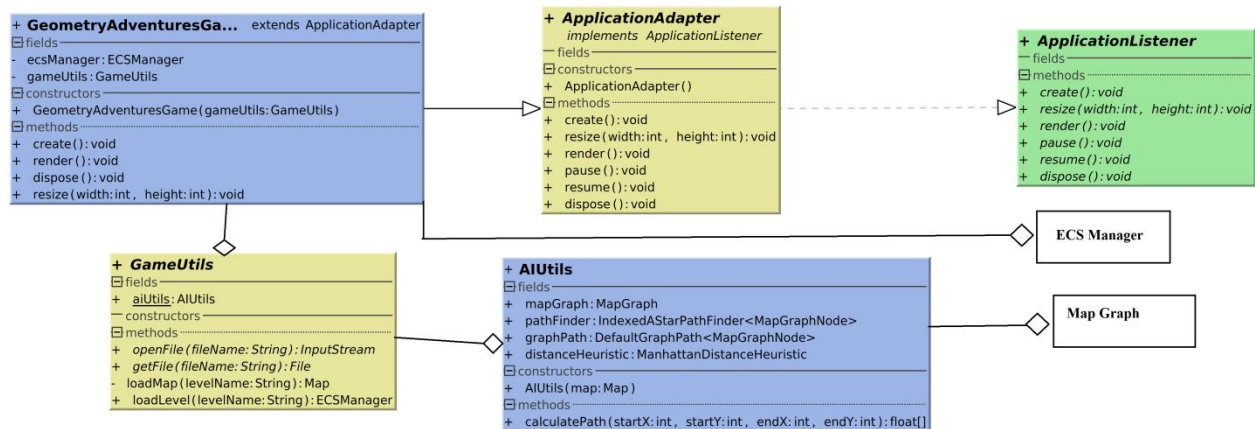 + GeometryAdventuresGa... extends ApplicationAdapter
fields
- ecsManager:ECSManager
- gameUtils:GameUtils
constructors
+ GeometryAdventuresGame(gameUtils:GameUtils)
methods
+ create():void
+ render():void
+ dispose():void
+ resize(width:int, height:int):void
+ ApplicationAdapter
implements ApplicationListener
fields
constructors
+ ApplicationAdapter()
methods
+ create():void
+ resize(width:int, height:int):void
+ render():void
+ pause():void
+ resume():void
+ dispose():void
+ ApplicationListener
fields
methods
+ create():void
+ resize(width:int, height:int):void
+ render():void
+ pause():void
+ resume():void
+ dispose():void
ECS Manager
+ GameUtils
fields
+ aiUtils:AIUtils
constructors
methods
+ openFile(fileName:String):InputStream
+ getFile(fileName:String):File
- loadMap(levelName:String):Map
+ loadLevel(levelName:String):ECSManager
+ AIUtils
fields
+ mapGraph:MapGraph
+ pathFinder:IndexedAStarPathFinder<MapGraphNode>
+ graphPath:DefaultGraphPath<MapGraphNode>
+ distanceHeuristic:ManhattanDistanceHeuristic
constructors
+ AIUtils(map:Map)
methods
+ calculatePath(startX:int, startY:int, endX:int, endY:int):float[]
Map Graph